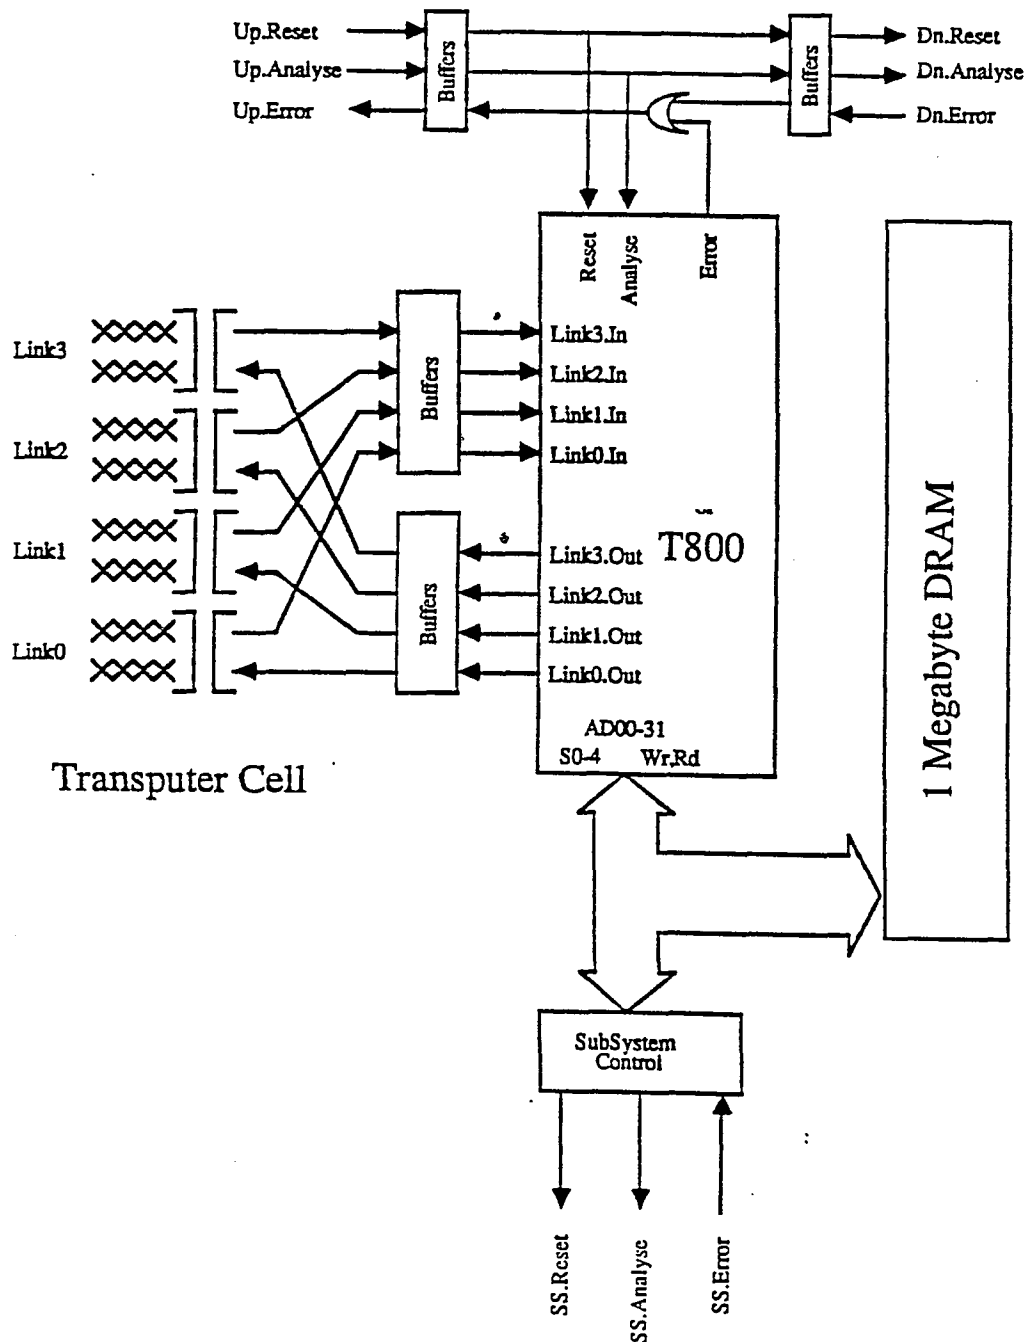 Up.Reset
Up.Analyse
Up.Error
Buffers
Buffers
Dn.Reset
Dn.Analyse
Dn.Error
Reset
Analyse
Error
Link3
Link2
Link1
Link0
Buffers
Buffers
Link3.In
Link2.In
Link1.In
Link0.In
T800
Link3.Out
Link2.Out
Link1.Out
Link0.Out
AD00-31
S0-4 Wr,Rd
1 Megabyte DRAM
Transputer Cell
SubSystem
Control
SS.Reset
SS.Analyse
SS.Error